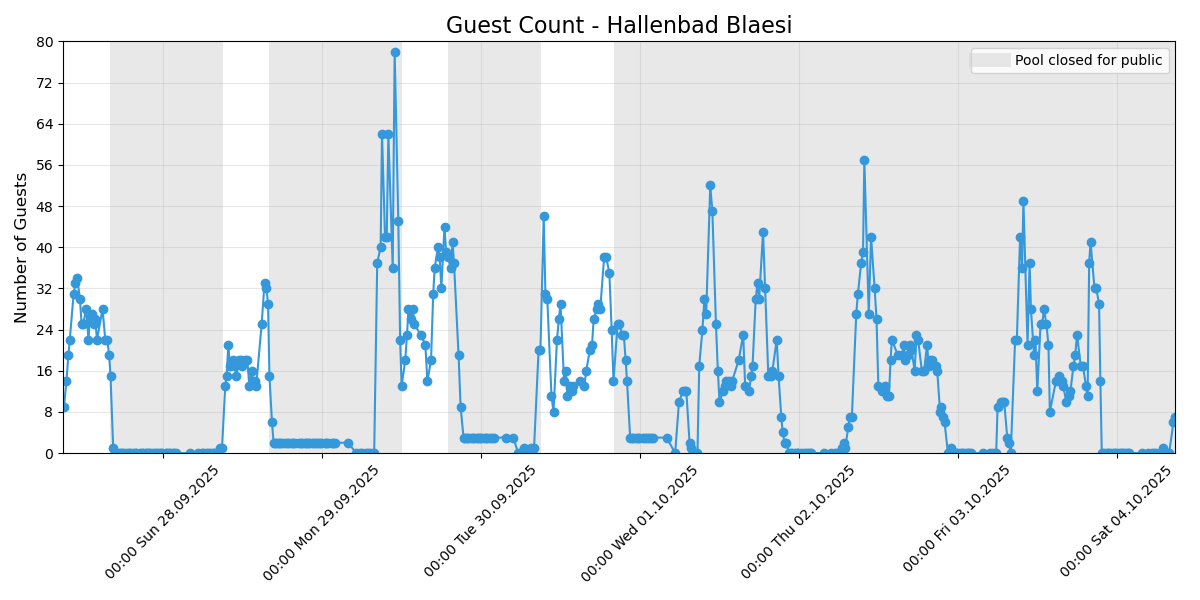 Guest Count - Hallenbad Blaesi
Pool closed for public
Number of Guests
80
72
64
56
48
40
32
24
16
8
0
00:00 Sun 28.09.2025
00:00 Mon 29.09.2025
00:00 Tue 30.09.2025
00:00 Wed 01.10.2025
00:00 Thu 02.10.2025
00:00 Fri 03.10.2025
00:00 Sat 04.10.2025